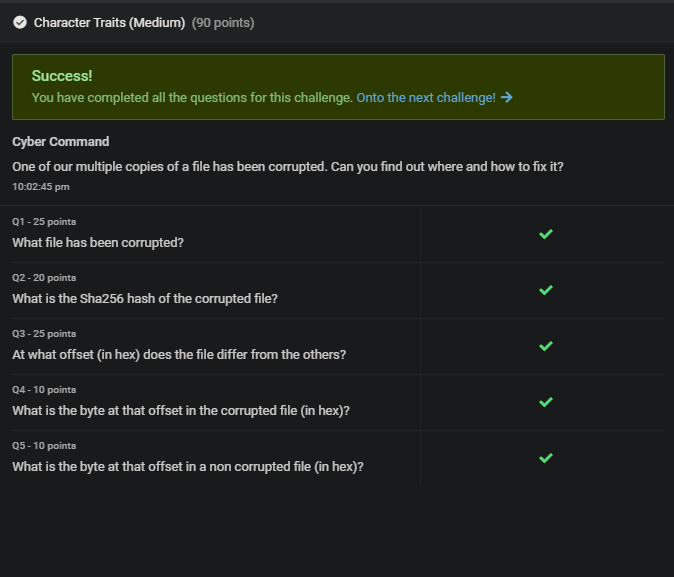 Character Traits (Medium) (90 points)
Success!
You have completed all the questions for this challenge. Onto the next challenge! →
Cyber Command
One of our multiple copies of a file has been corrupted. Can you find out where and how to fix it?
10:02:45 pm
Q1 - 25 points
What file has been corrupted?
Q2 - 20 points
What is the Sha256 hash of the corrupted file?
Q3 - 25 points
At what offset (in hex) does the file differ from the others?
Q4 - 10 points
What is the byte at that offset in the corrupted file (in hex)?
Q5 - 10 points
What is the byte at that offset in a non corrupted file (in hex)?